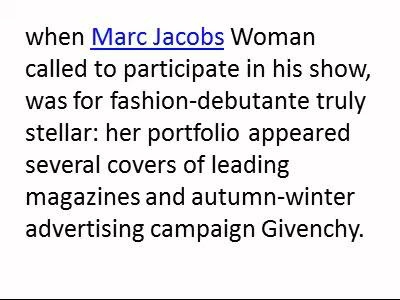 when Marc Jacobs Woman
called to participate in his show,
was for fashion-debutante truly
stellar: her portfolio appeared
several covers of leading
magazines and autumn-winter
advertising campaign Givenchy.